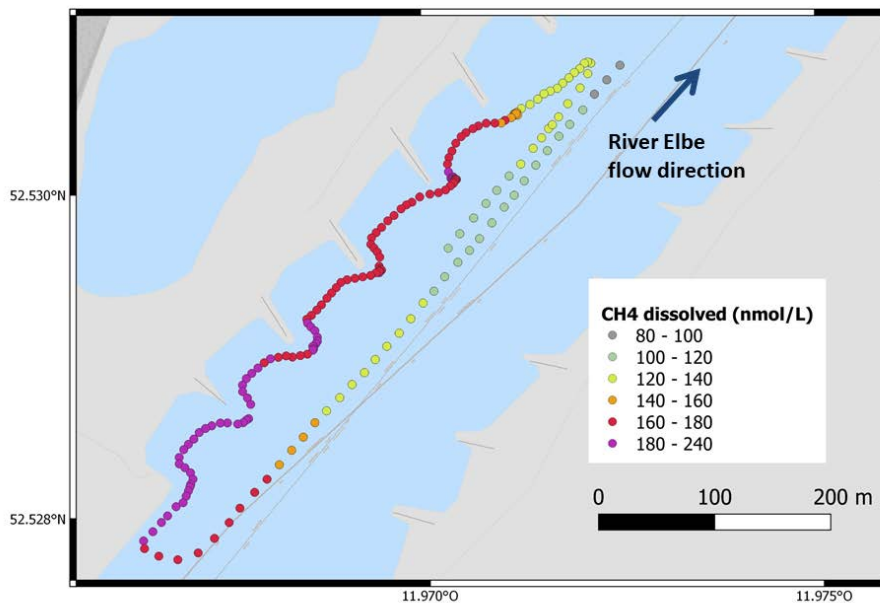 52.530°N
River Elbe
flow direction
CH4 dissolved (nmol/L)
80 - 100
100 - 120
120 - 140
140 - 160
160 - 180
180 - 240
0 100 200 m
52.528°N
11.970°O 11.975°O